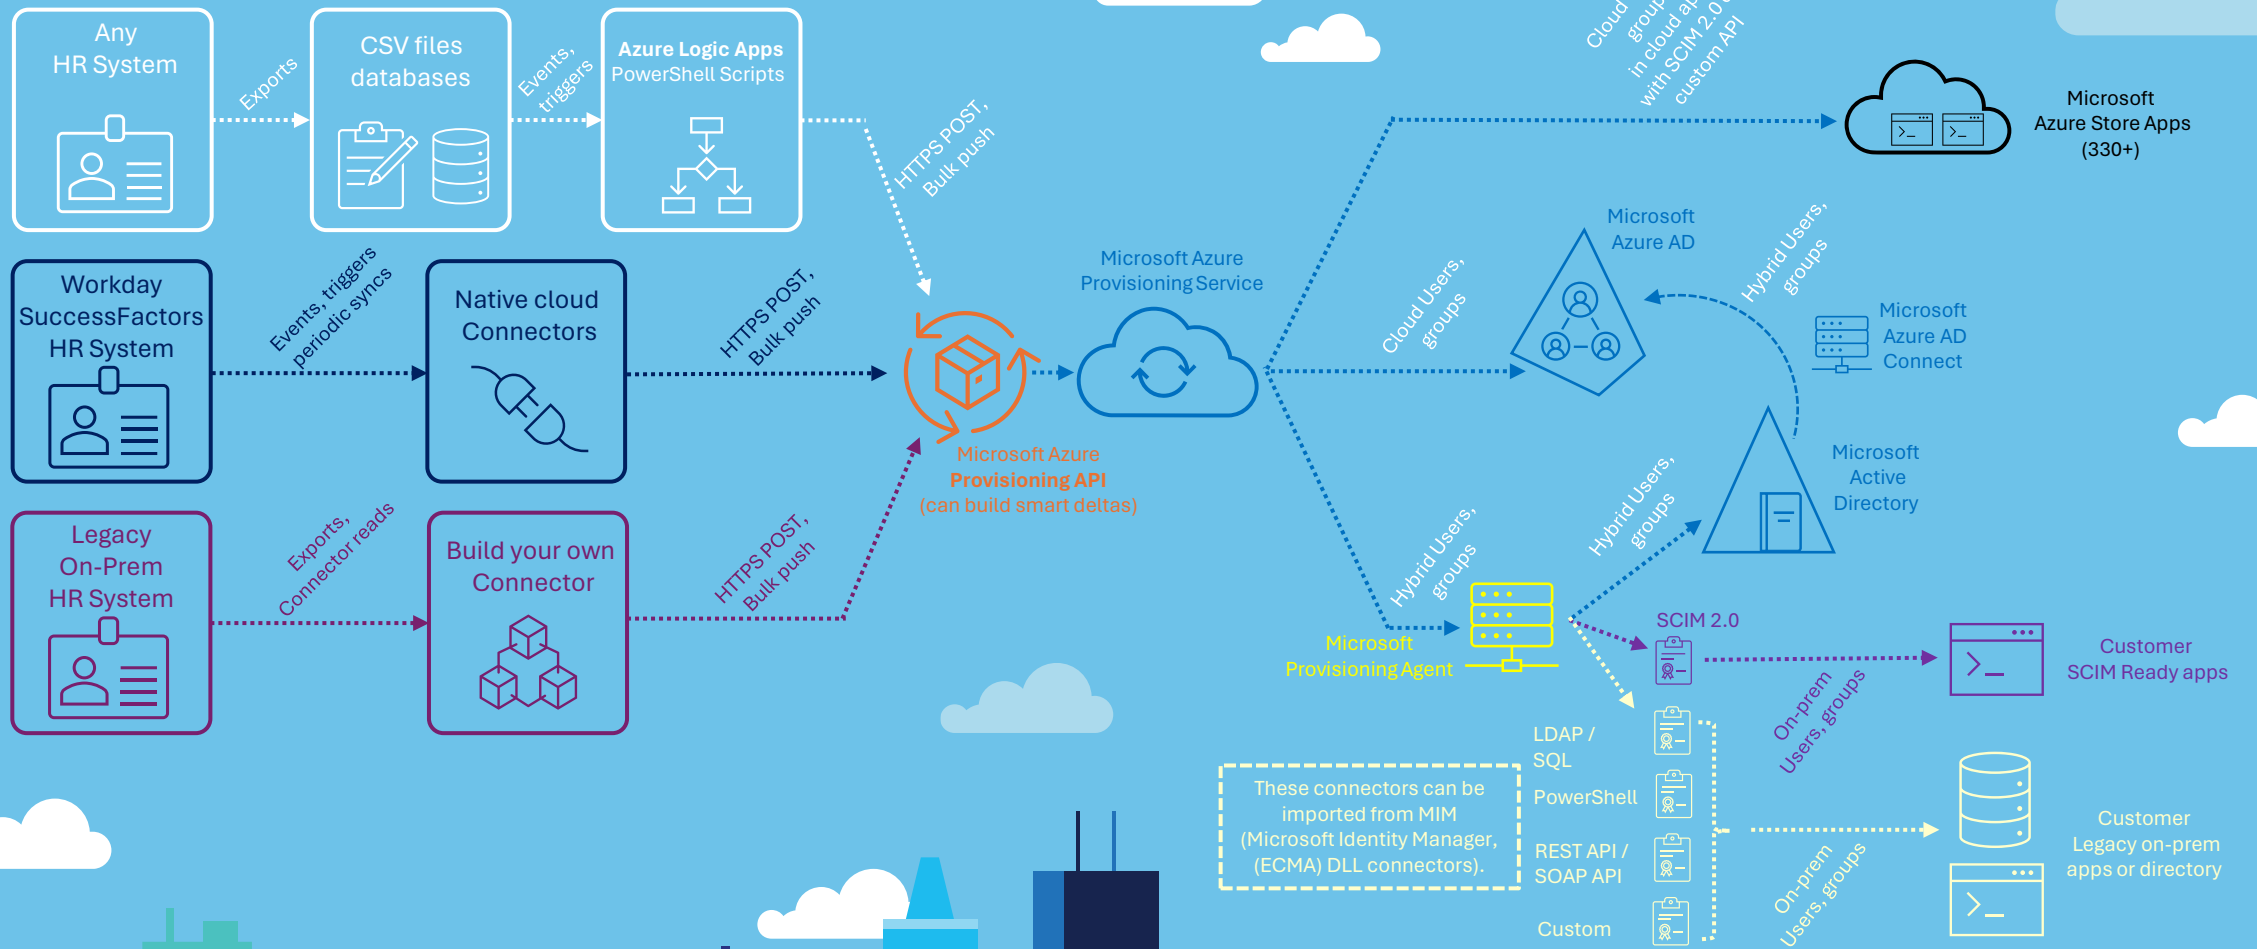 Any
HR System
Exports
CSV files
databases
Events,
triggers
Azure Logic Apps
PowerShell Scripts
HTTPS POST,
Bulk push
Workday
SuccessFactors
HR System
Events, triggers
periodic syncs
Native cloud
Connectors
HTTPS POST,
Bulk push
Legacy
On-Prem
HR System
Exports,
Connector reads
Build your own
Connector
HTTPS POST,
Bulk push
Microsoft Azure
Provisioning API
(can build smart deltas)
Microsoft Azure
Provisioning Service
Cloud
group
in cloud
with SCIM 2.0
custom API
Microsoft
Azure Store Apps
(330+)
Cloud Users,
groups
Microsoft
Azure AD
Hybrid Users,
groups
Microsoft
Azure AD
Connect
Microsoft
Active
Directory
Hybrid Users,
groups
Hybrid Users,
groups
Microsoft
Provisioning Agent
SCIM 2.0
On-prem
Users, groups
Customer
SCIM Ready apps
These connectors can be
imported from MIM
(Microsoft Identity Manager,
(ECMA) DLL connectors).
LDAP /
SQL
PowerShell
REST API /
SOAP API
Custom
On-prem
Users, groups
Customer
Legacy on-prem
apps or directory